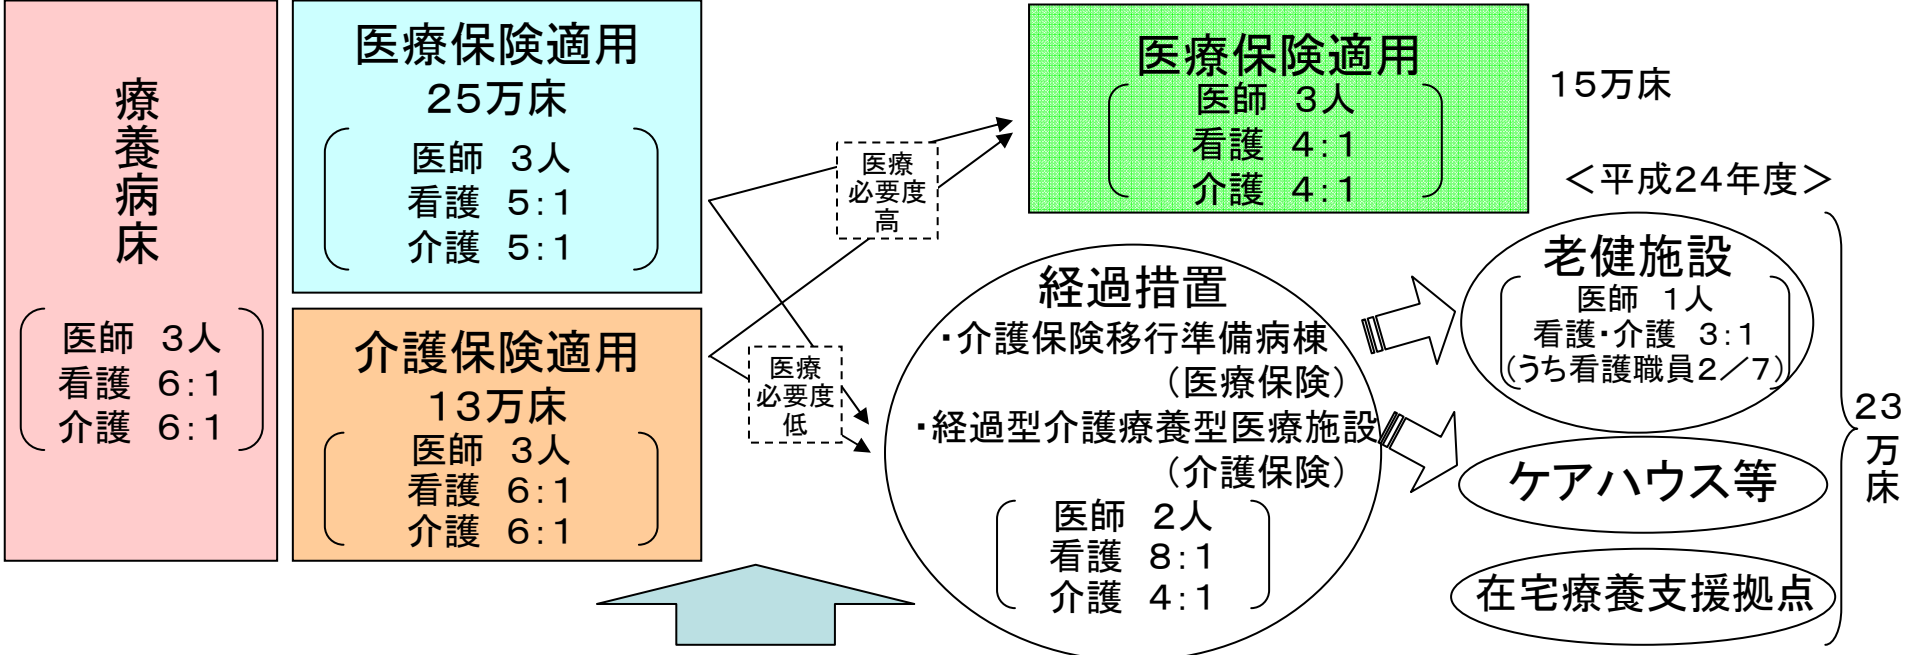 療養病床
医師 3人
看護 6:1
介護 6:1
医療保険適用
25万床
医師 3人
看護 5:1
介護 5:1
介護保険適用
13万床
医師 3人
看護 6:1
介護 6:1
医療
必要度
高
医療
必要度
低
医療保険適用
医師 3人
看護 4:1
介護 4:1
15万床
＜平成24年度＞
経過措置
・介護保険移行準備病棟
（医療保険）
・経過型介護療養型医療施設
（介護保険）
医師 2人
看護 8:1
介護 4:1
老健施設
医師 1人
看護・介護 3:1
（うち看護職員2／7）
ケアハウス等
在宅療養支援拠点
23
万
床